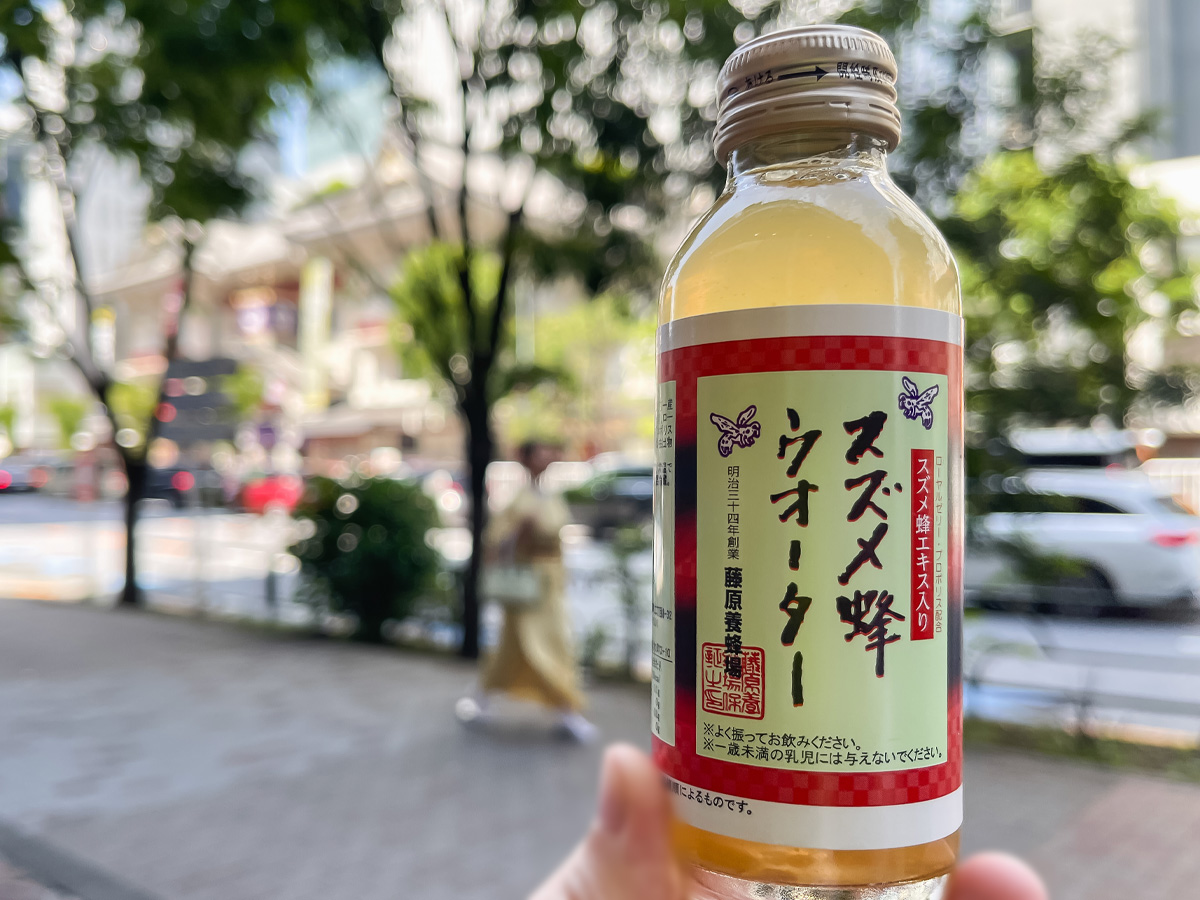 スズメ蜂
ウオーター
ローヤルゼリー・プロポリス配合
スズメ蜂エキス入り
明治三十四年創業
藤原養蜂場
※よく振ってお飲みください。
※一歳未満の乳児には与えないでください。
によるものです。